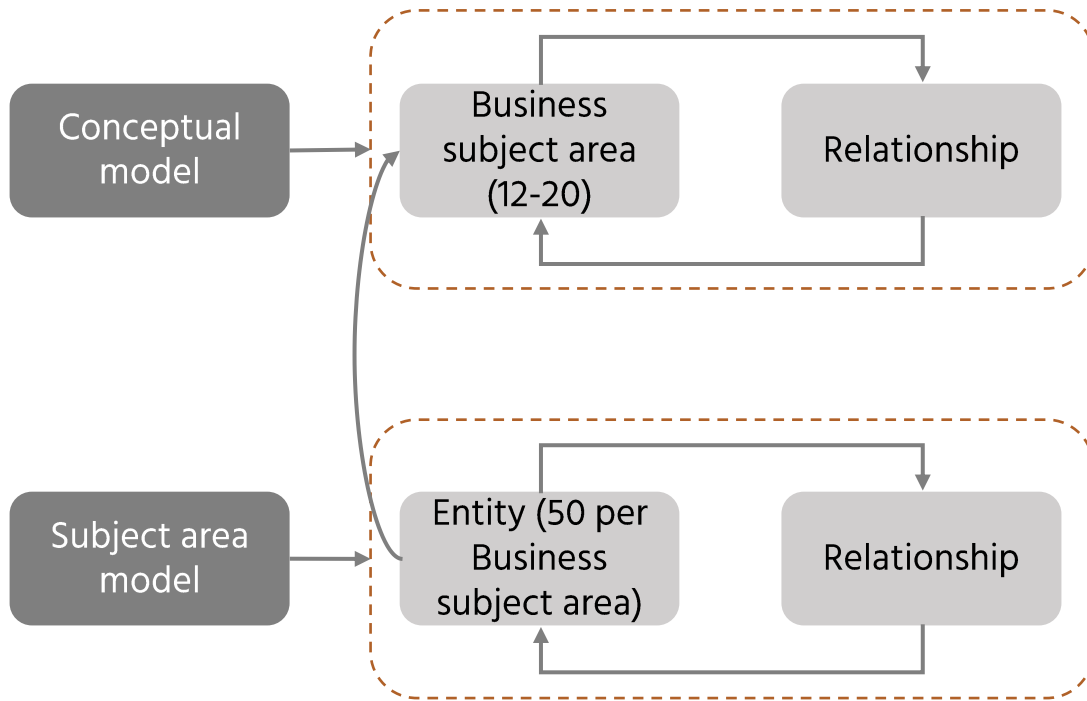 Conceptual
model
Business
subject area
(12-20)
Relationship
Subject area
model
Entity (50 per
Business
subject area)
Relationship